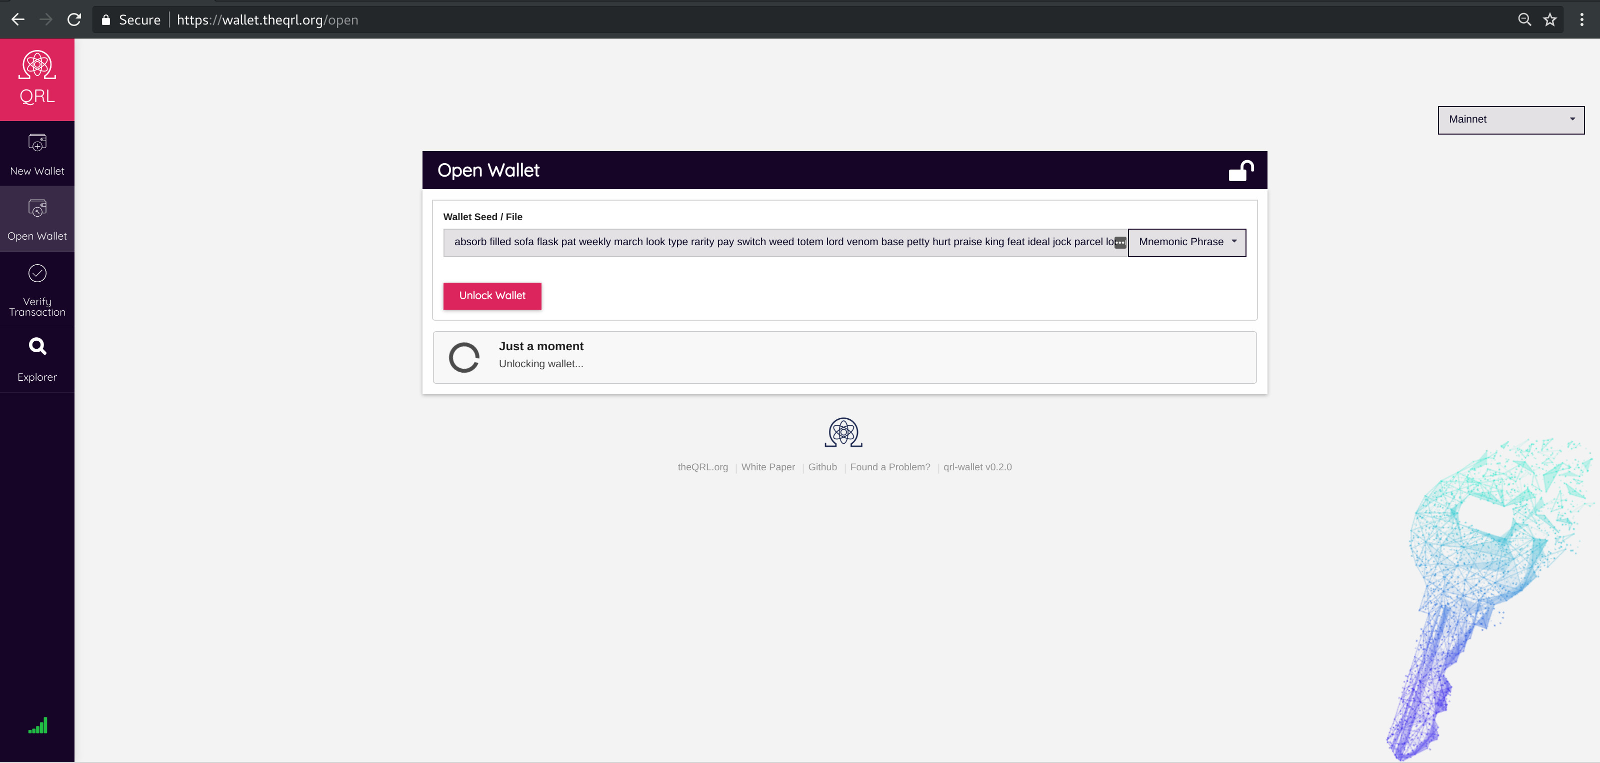 Secure https://wallet.theqrl.org/open
QRL
New Wallet
Open Wallet
Verify
Transaction
Explorer
Mainnet
Open Wallet
Wallet Seed / File
absorb filled sofa flask pat weekly march look type rarity pay switch weed totem lord venom base petty hurt praise king feat ideal jock parcel lo
Mnemonic Phrase
Unlock Wallet
Just a moment
Unlocking wallet...
theQRL.org | White Paper | Github | Found a Problem? | qrl-wallet v0.2.0